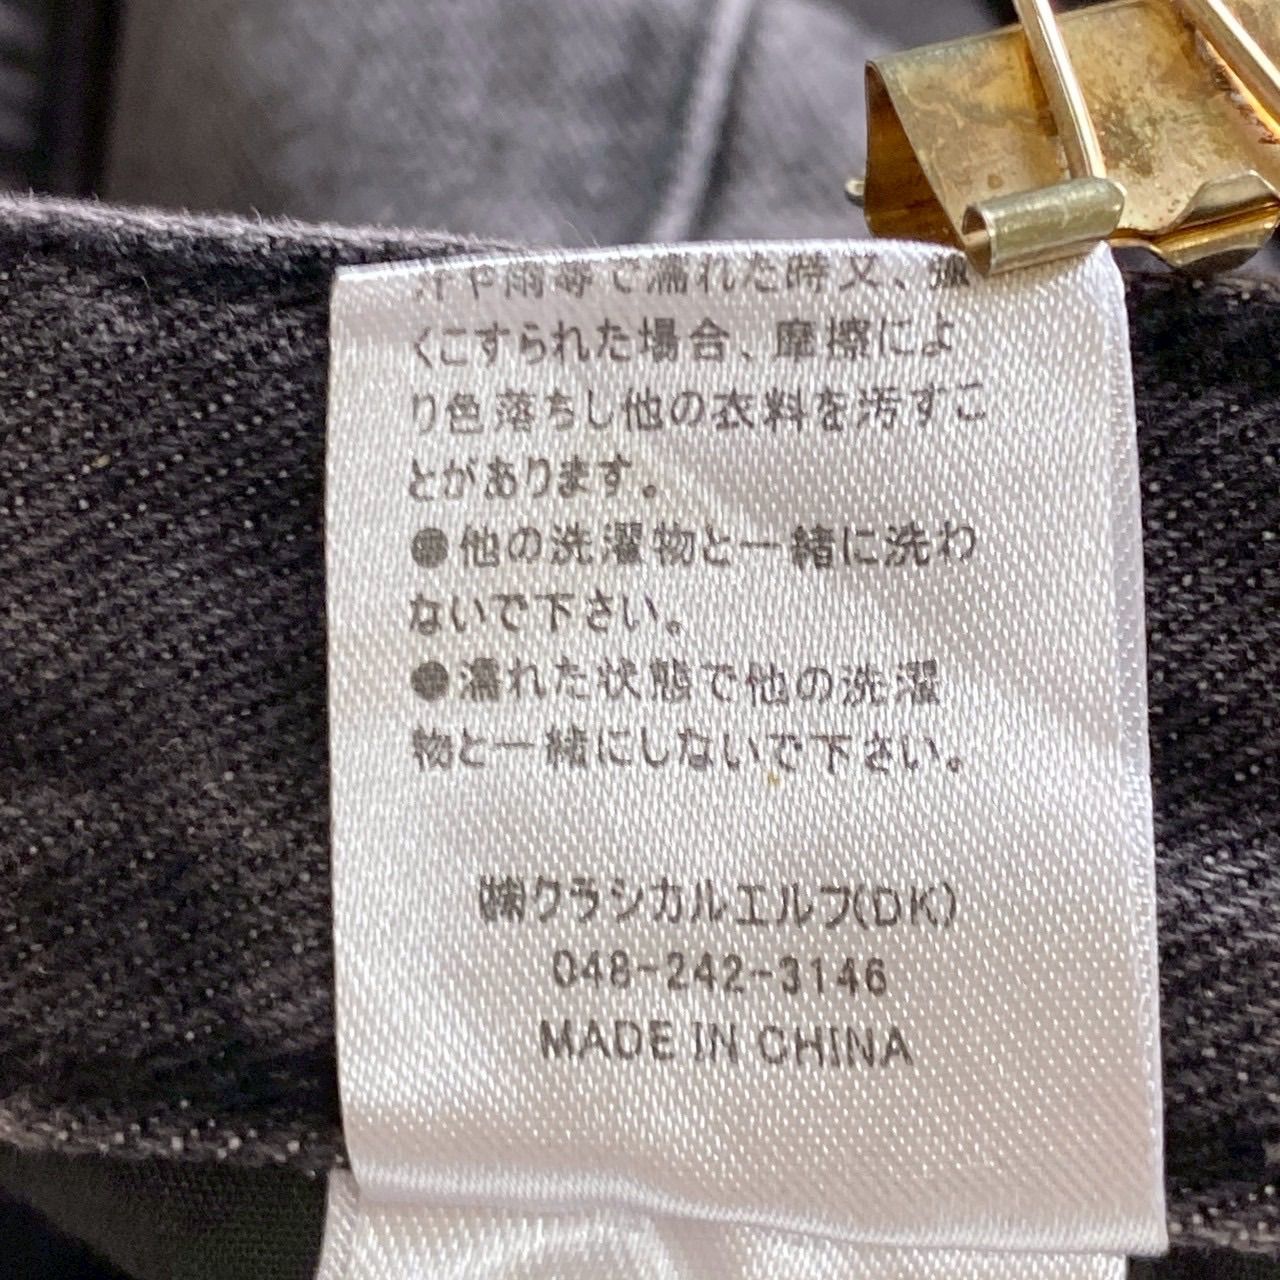 汗や雨等で濡れた時又、強
くこすられた場合、摩擦によ
り色落ちし他の衣料を汚すこ
とがあります。
●他の洗濯物と一緒に洗わ
ないで下さい。
●濡れた状態で他の洗濯
物と一緒にしないで下さい。
㈱クラシカルエルフ(DK)
048-242-3146
MADE IN CHINA